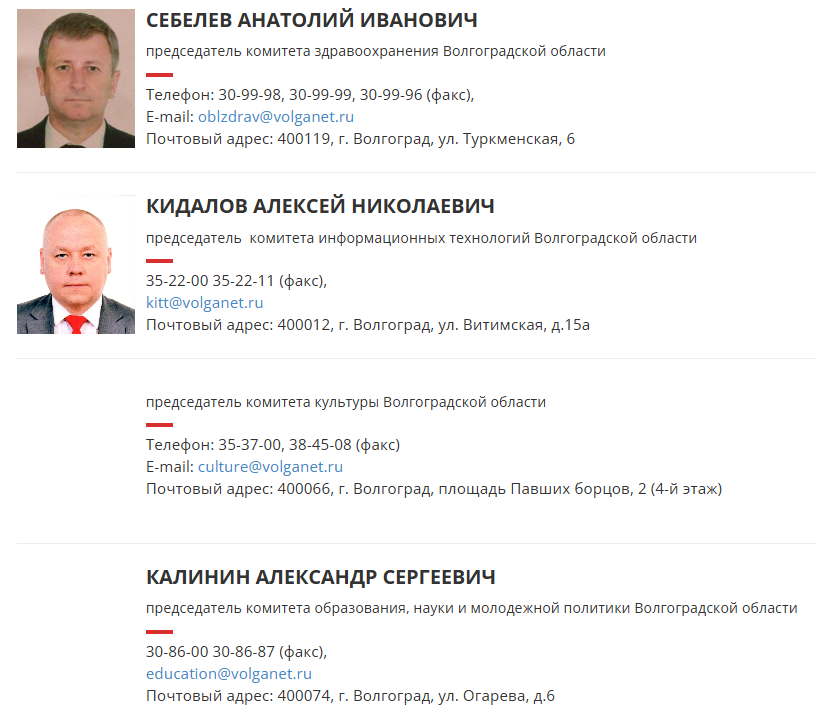 СЕБЕЛЕВ АНАТОЛИЙ ИВАНОВИЧ
председатель комитета здравоохранения Волгоградской области
Телефон: 30-99-98, 30-99-99, 30-99-96 (факс),
E-mail: oblzdrav@volganet.ru
Почтовый адрес: 400119, г. Волгоград, ул. Туркменская, 6
КИДАЛОВ АЛЕКСЕЙ НИКОЛАЕВИЧ
председатель  комитета информационных технологий Волгоградской области
35-22-00 35-22-11 (факс),
kitt@volganet.ru
Почтовый адрес: 400012, г. Волгоград, ул. Витимская, д.15а
председатель комитета культуры Волгоградской области
Телефон: 35-37-00, 38-45-08 (факс)
E-mail: culture@volganet.ru
Почтовый адрес: 400066, г. Волгоград, площадь Павших борцов, 2 (4-й этаж)
КАЛИНИН АЛЕКСАНДР СЕРГЕЕВИЧ
председатель комитета образования, науки и молодежной политики Волгоградской области
30-86-00 30-86-87 (факс),
education@volganet.ru
Почтовый адрес: 400074, г. Волгоград, ул. Огарева, д.6